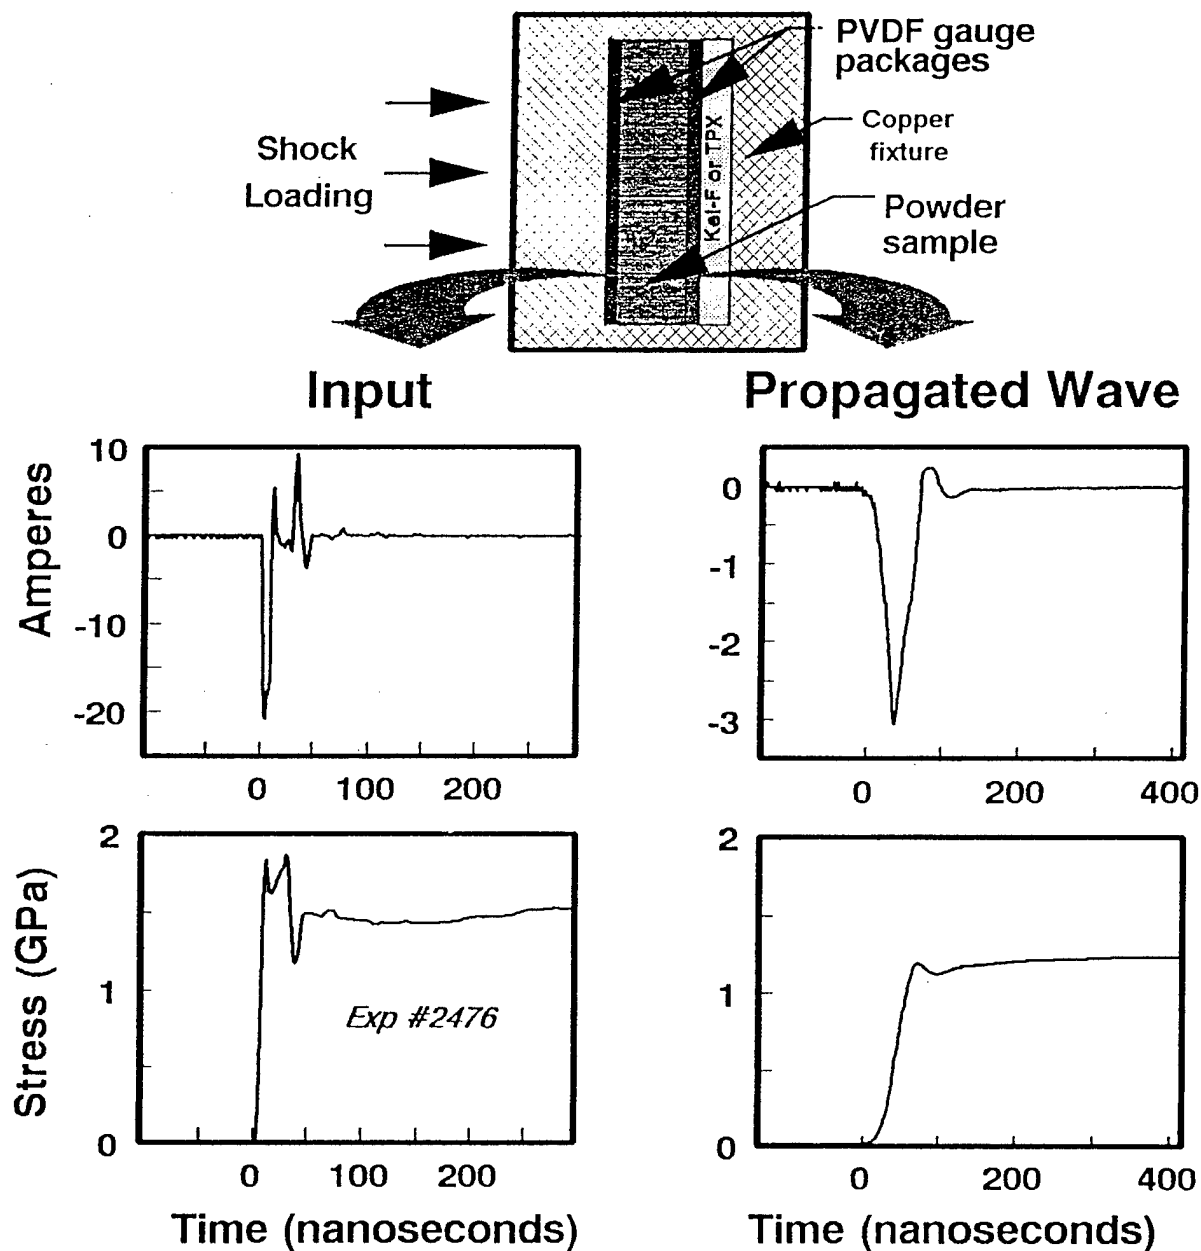 PVDF gauge
packages
Copper
fixture
Kel-F or TPX
Shock
Loading
Powder
sample
Input
Propagated Wave
Amperes
10
0
-10
-20
0
100
200
0
-1
-2
-3
0
200
400
Stress (GPa)
2
1
0
Exp #2476
0
100
200
Time (nanoseconds)
2
1
0
0
200
400
Time (nanoseconds)